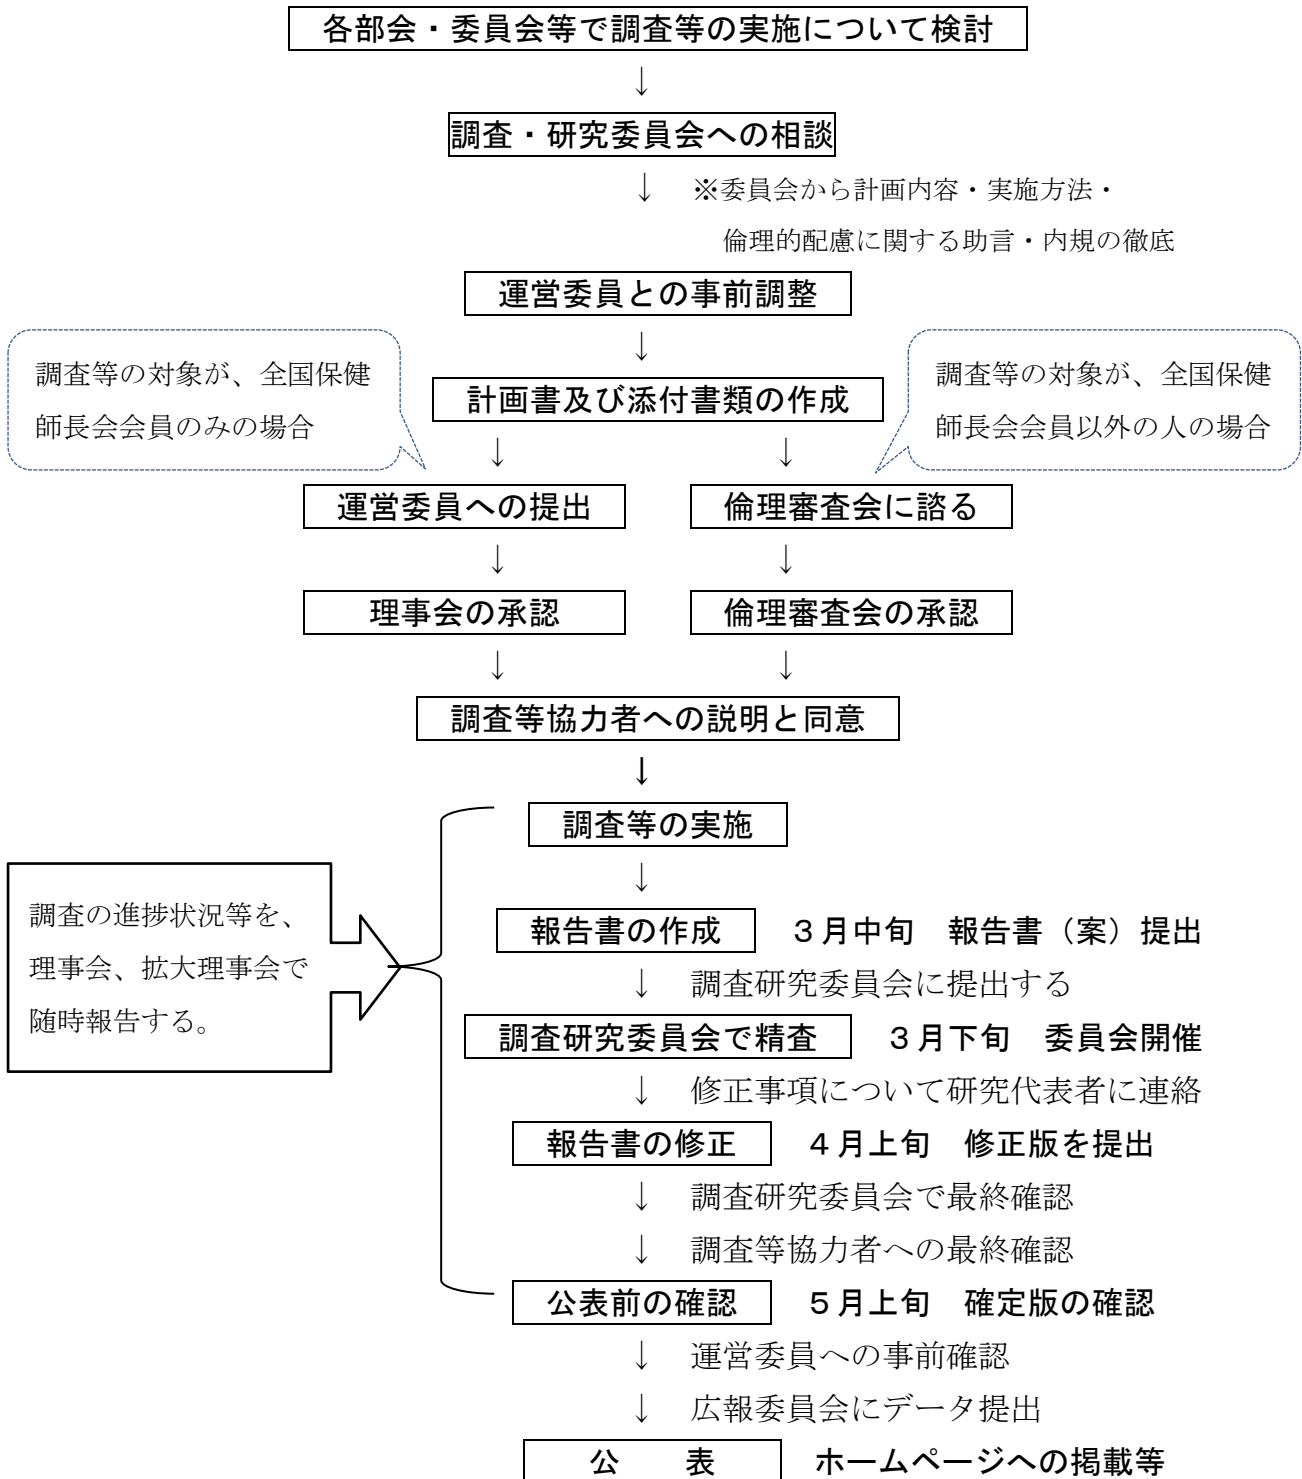 各部会・委員会等で調査等の実施について検討
↓
調査・研究委員会への相談
↓ ※委員会から計画内容・実施方法・
倫理的配慮に関する助言・内規の徹底
運営委員との事前調整
↓
調査等の対象が、全国保健
師長会会員のみの場合
計画書及び添付書類の作成
調査等の対象が、全国保健
師長会会員以外の人の場合
↓ ↓
運営委員への提出 倫理審査会に諮る
↓ ↓
理事会の承認 倫理審査会の承認
↓ ↓
調査等協力者への説明と同意
↓
調査等の実施
↓
調査の進捗状況等を、
理事会、拡大理事会で
随時報告する。
報告書の作成 3月中旬 報告書（案）提出
↓ 調査研究委員会に提出する
調査研究委員会で精査 3月下旬 委員会開催
↓ 修正事項について研究代表者に連絡
報告書の修正 4月上旬 修正版を提出
↓ 調査研究委員会で最終確認
↓ 調査等協力者への最終確認
公表前の確認 5月上旬 確定版の確認
↓ 運営委員への事前確認
↓ 広報委員会にデータ提出
公 表 ホームページへの掲載等